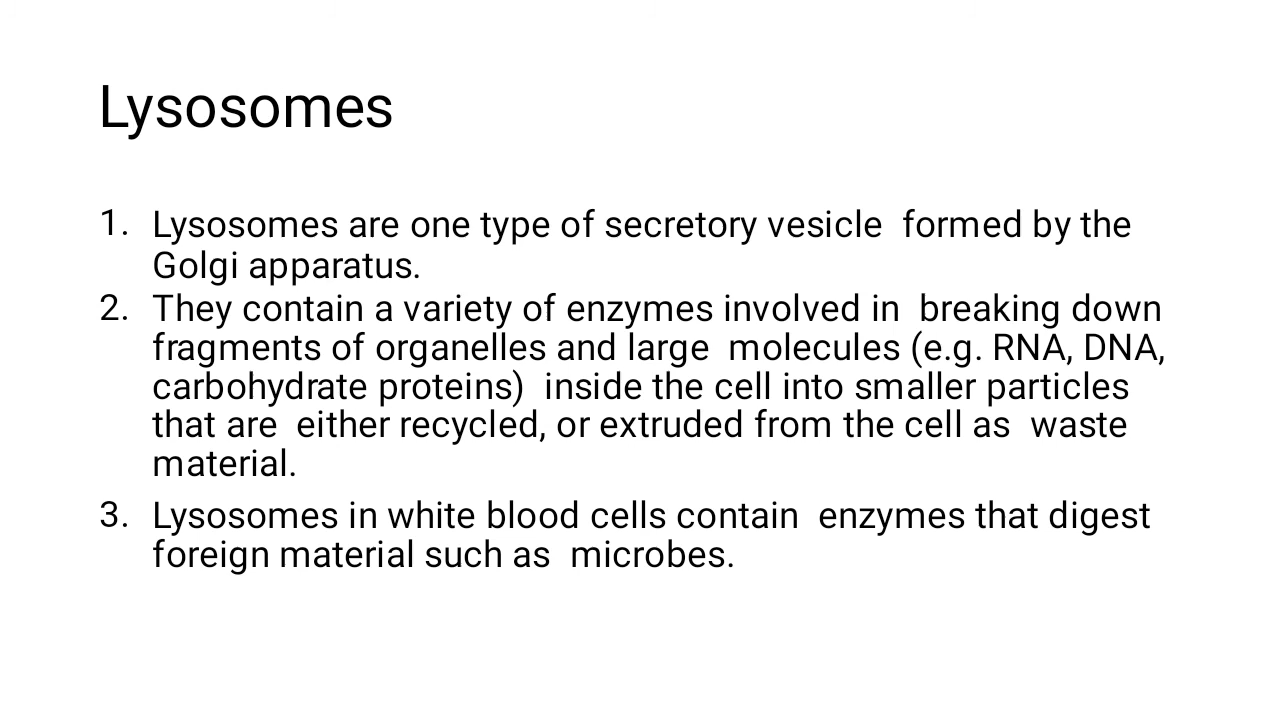 Lysosomes
1. Lysosomes are one type of secretory vesicle  formed by the
Golgi apparatus.
2. They contain a variety of enzymes involved in  breaking down
fragments of organelles and large  molecules (e.g. RNA, DNA,
carbohydrate proteins)  inside the cell into smaller particles
that are  either recycled, or extruded from the cell as  waste
material.
3. Lysosomes in white blood cells contain  enzymes that digest
foreign material such as  microbes.